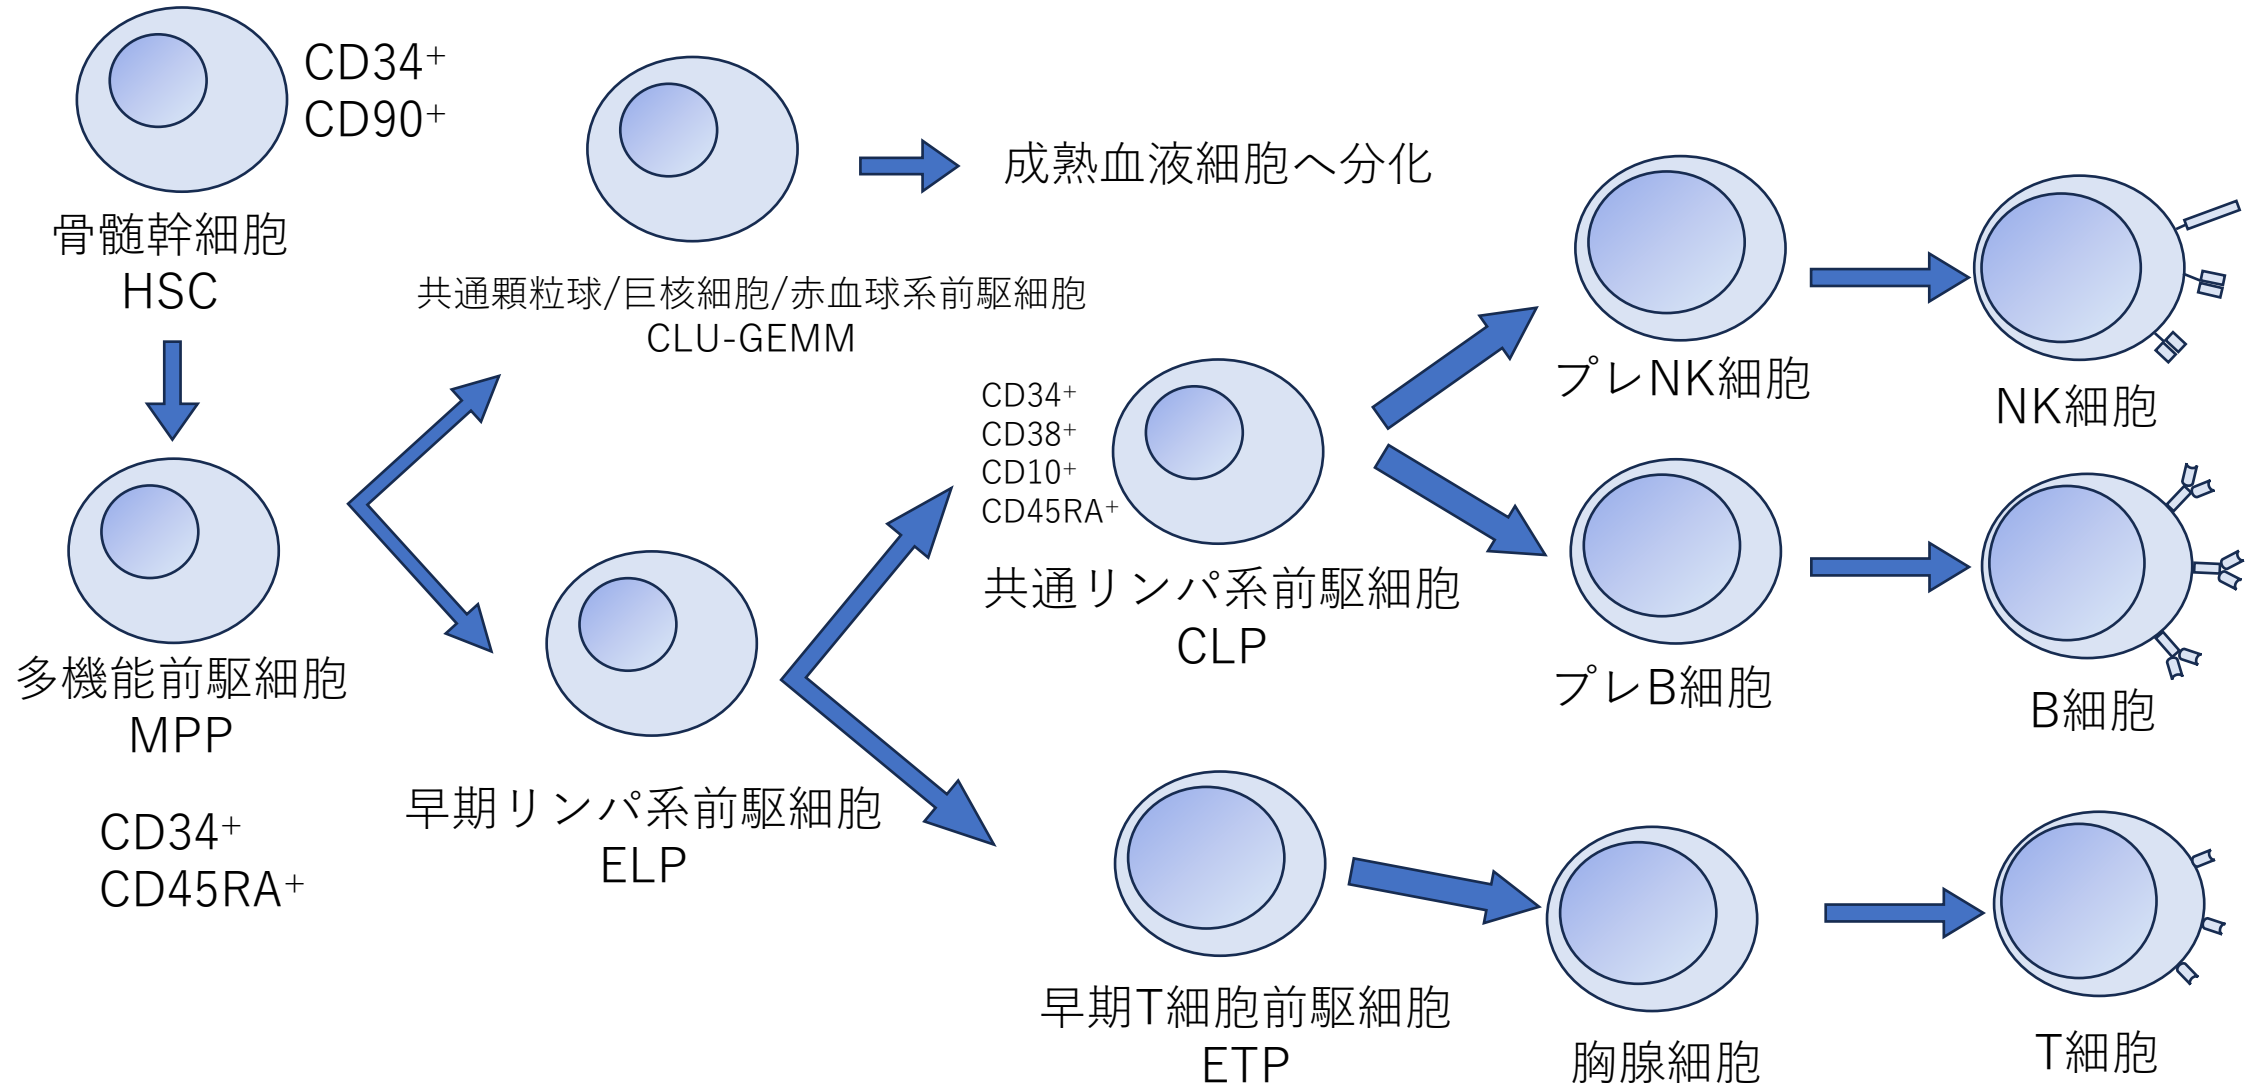 CD34⁺
CD90⁺
骨髄幹細胞
HSC
成熟血液細胞へ分化
共通顆粒球/巨核細胞/赤血球系前駆細胞
CLU-GEMM
多機能前駆細胞
MPP
CD34⁺
CD45RA⁺
早期リンパ系前駆細胞
ELP
CD34⁺
CD38⁺
CD10⁺
CD45RA⁺
共通リンパ系前駆細胞
CLP
プレNK細胞
NK細胞
プレB細胞
B細胞
早期T細胞前駆細胞
ETP
胸腺細胞
T細胞